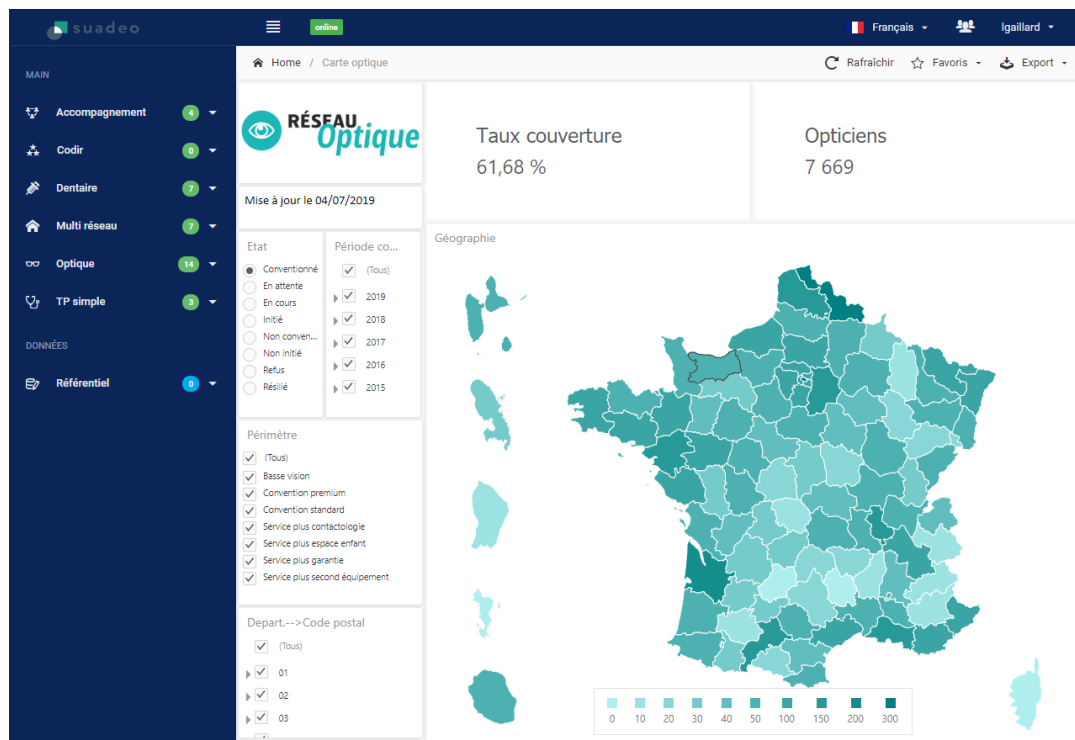 suadeo
online
Français
lgaillard
MAIN
Accompagnement 4
Codir 0
Dentaire 7
Multi réseau 7
Optique 14
TP simple 3
DONNÉES
Référentiel 0
Home / Carte optique
Rafraîchir
Favoris
Export
RÉSEAU
Optique
Mise à jour le 04/07/2019
Taux couverture
61,68 %
Opticiens
7 669
Etat
Conventionné
En attente
En cours
Initié
Non conven...
Non initié
Refus
Résilié
Période co...
(Tous)
2019
2018
2017
2016
2015
Périmètre
(Tous)
Basse vision
Convention premium
Convention standard
Service plus contactologie
Service plus espace enfant
Service plus garantie
Service plus second équipement
Depart.-->Code postal
(Tous)
01
02
03
Géographie
0 10 20 30 40 50 100 150 200 300